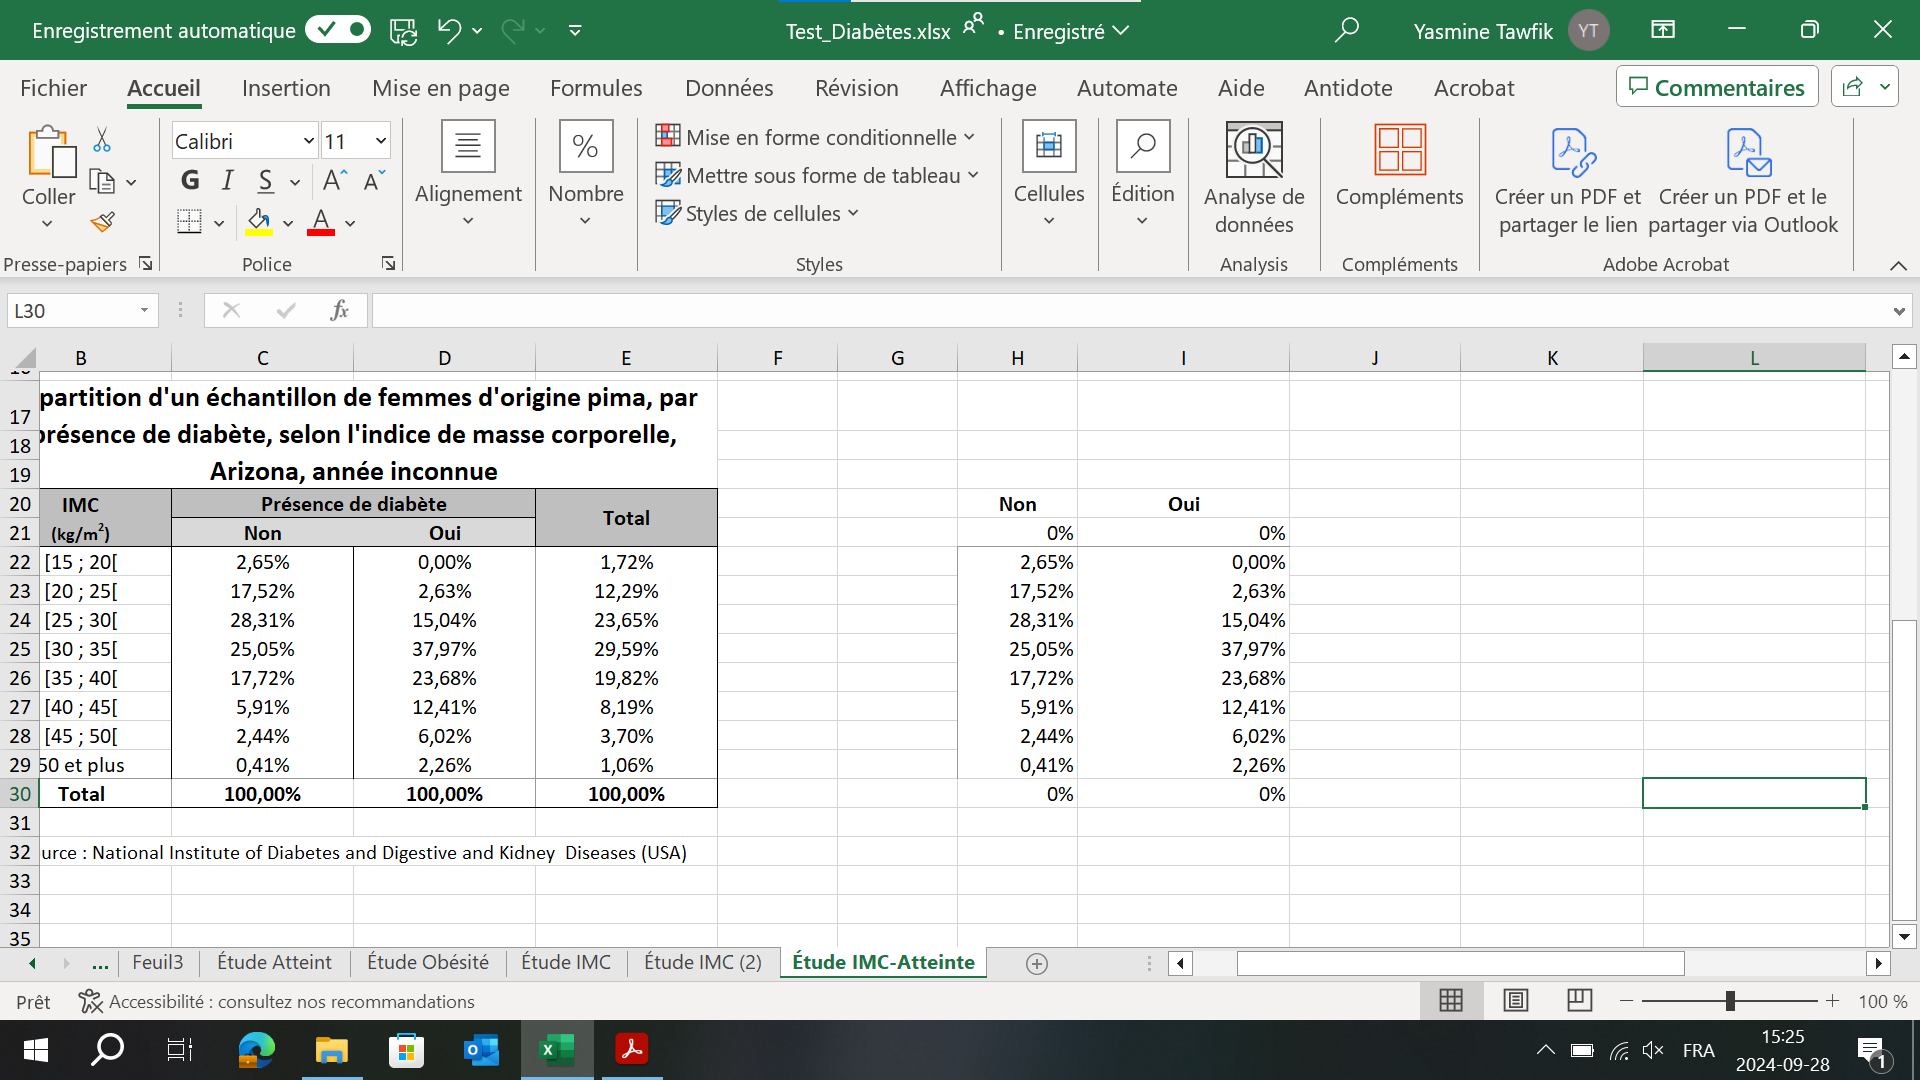 Enregistrement automatique
Test_Diabètes.xlsx • Enregistré
Yasmine Tawfik YT
Fichier Accueil Insertion Mise en page Formules Données Révision Affichage Automate Aide Antidote Acrobat
Commentaires
Coller
Presse-papiers
Calibri 11
G I S A A
A
Police
Alignement
%
Nombre
Mise en forme conditionnelle
Mettre sous forme de tableau
Styles de cellules
Styles
Cellules
Édition
Analyse de
données
Analysis
Compléments
Compléments
Créer un PDF et
partager le lien
Créer un PDF et le
partager via Outlook
Adobe Acrobat
L30 fx
B C D E F G H I J K L
partition d'un échantillon de femmes d'origine pima, par
17
présence de diabète, selon l'indice de masse corporelle,
18
Arizona, année inconnue
19
20 IMC Présence de diabète Total Non Oui
21 (kg/m2) Non Oui 0% 0%
22 [15 ; 20[ 2,65% 0,00% 1,72% 2,65% 0,00%
23 [20 ; 25[ 17,52% 2,63% 12,29% 17,52% 2,63%
24 [25 ; 30[ 28,31% 15,04% 23,65% 28,31% 15,04%
25 [30 ; 35[ 25,05% 37,97% 29,59% 25,05% 37,97%
26 [35 ; 40[ 17,72% 23,68% 19,82% 17,72% 23,68%
27 [40 ; 45[ 5,91% 12,41% 8,19% 5,91% 12,41%
28 [45 ; 50[ 2,44% 6,02% 3,70% 2,44% 6,02%
29 50 et plus 0,41% 2,26% 1,06% 0,41% 2,26%
30 Total 100,00% 100,00% 100,00% 0% 0%
31
32 urce : National Institute of Diabetes and Digestive and Kidney Diseases (USA)
33
34
35
... Feuil3 Étude Atteint Étude Obésité Étude IMC Étude IMC (2) Étude IMC-Atteinte
Prêt Accessibilité : consultez nos recommandations 100 %
FRA 15:25
2024-09-28 1